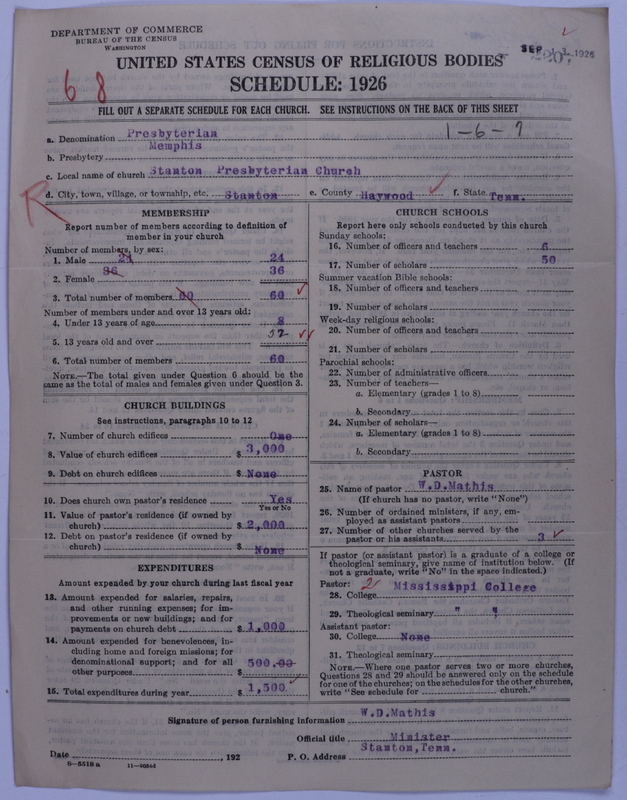 DEPARTMENT OF COMMERCE
BUREAU OF THE CENSUS
WASHINGTON
SEP 1926
UNITED STATES CENSUS OF RELIGIOUS BODIES
SCHEDULE: 1926
68
FILL OUT A SEPARATE SCHEDULE FOR EACH CHURCH. SEE INSTRUCTIONS ON THE BACK OF THIS SHEET
1-6-7
a. Denomination Presbyterian
b. Presbytery Memphis
c. Local name of church Stanton Presbyterian Church
R
d. City, town, village, or township, etc. Stanton e. County Haywood f. State Tenn.
MEMBERSHIP
Report number of members according to definition of
member in your church
Number of members, by sex:
1. Male 24 24
2. Female 36 36
3. Total number of members 60 60
Number of members under and over 13 years old:
4. Under 13 years of age 8
5. 13 years old and over 52
6. Total number of members 60
NOTE.—The total given under Question 6 should be the
same as the total of males and females given under Question 3.
CHURCH BUILDINGS
See instructions, paragraphs 10 to 12
7. Number of church edifices One
8. Value of church edifices $ 3,000
9. Debt on church edifices $ None
10. Does church own pastor's residence Yes
Yes or No
11. Value of pastor's residence (if owned by
church) $ 2,000
12. Debt on pastor's residence (if owned by
church) $ None
EXPENDITURES
Amount expended by your church during last fiscal year
13. Amount expended for salaries, repairs,
and other running expenses; for im-
provements or new buildings; and for
payments on church debt $ 1,000
14. Amount expended for benevolences, in-
cluding home and foreign missions; for
denominational support; and for all
other purposes $ 500.00
15. Total expenditures during year $ 1,500
CHURCH SCHOOLS
Report here only schools conducted by this church
Sunday schools:
16. Number of officers and teachers 6
17. Number of scholars 50
Summer vacation Bible schools:
18. Number of officers and teachers
19. Number of scholars
Week-day religious schools:
20. Number of officers and teachers
21. Number of scholars
Parochial schools:
22. Number of administrative officers
23. Number of teachers—
a. Elementary (grades 1 to 8)
b. Secondary
24. Number of scholars—
a. Elementary (grades 1 to 8)
b. Secondary
PASTOR
25. Name of pastor W.D.Mathis
(If church has no pastor, write "None")
26. Number of ordained ministers, if any, em-
ployed as assistant pastors
27. Number of other churches served by the
pastor or his assistants 3
If pastor (or assistant pastor) is a graduate of a college or
theological seminary, give name of institution below. (If
not a graduate, write "No" in the space indicated.)
Pastor: 2
28. College Mississippi College
29. Theological seminary " "
Assistant pastor:
30. College None
31. Theological seminary
NOTE.—Where one pastor serves two or more churches,
Questions 28 and 29 should be answered only on the schedule
for one of the churches; on the schedules for the other churches,
write "See schedule for church."
Signature of person furnishing information W.D.Mathis
Official title Minister
Date , 192 P. O. Address Stanton,Tenn.
8-5518a 11-9056d